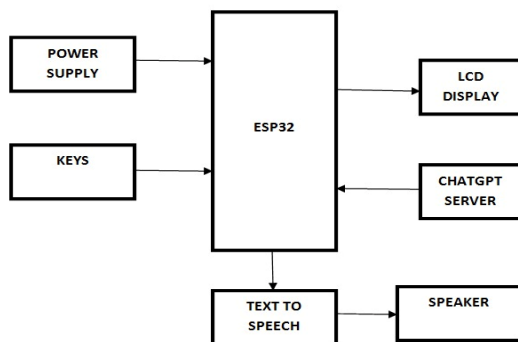 POWER
SUPPLY
KEYS
ESP32
LCD
DISPLAY
CHATGPT
SERVER
TEXT TO
SPEECH
SPEAKER